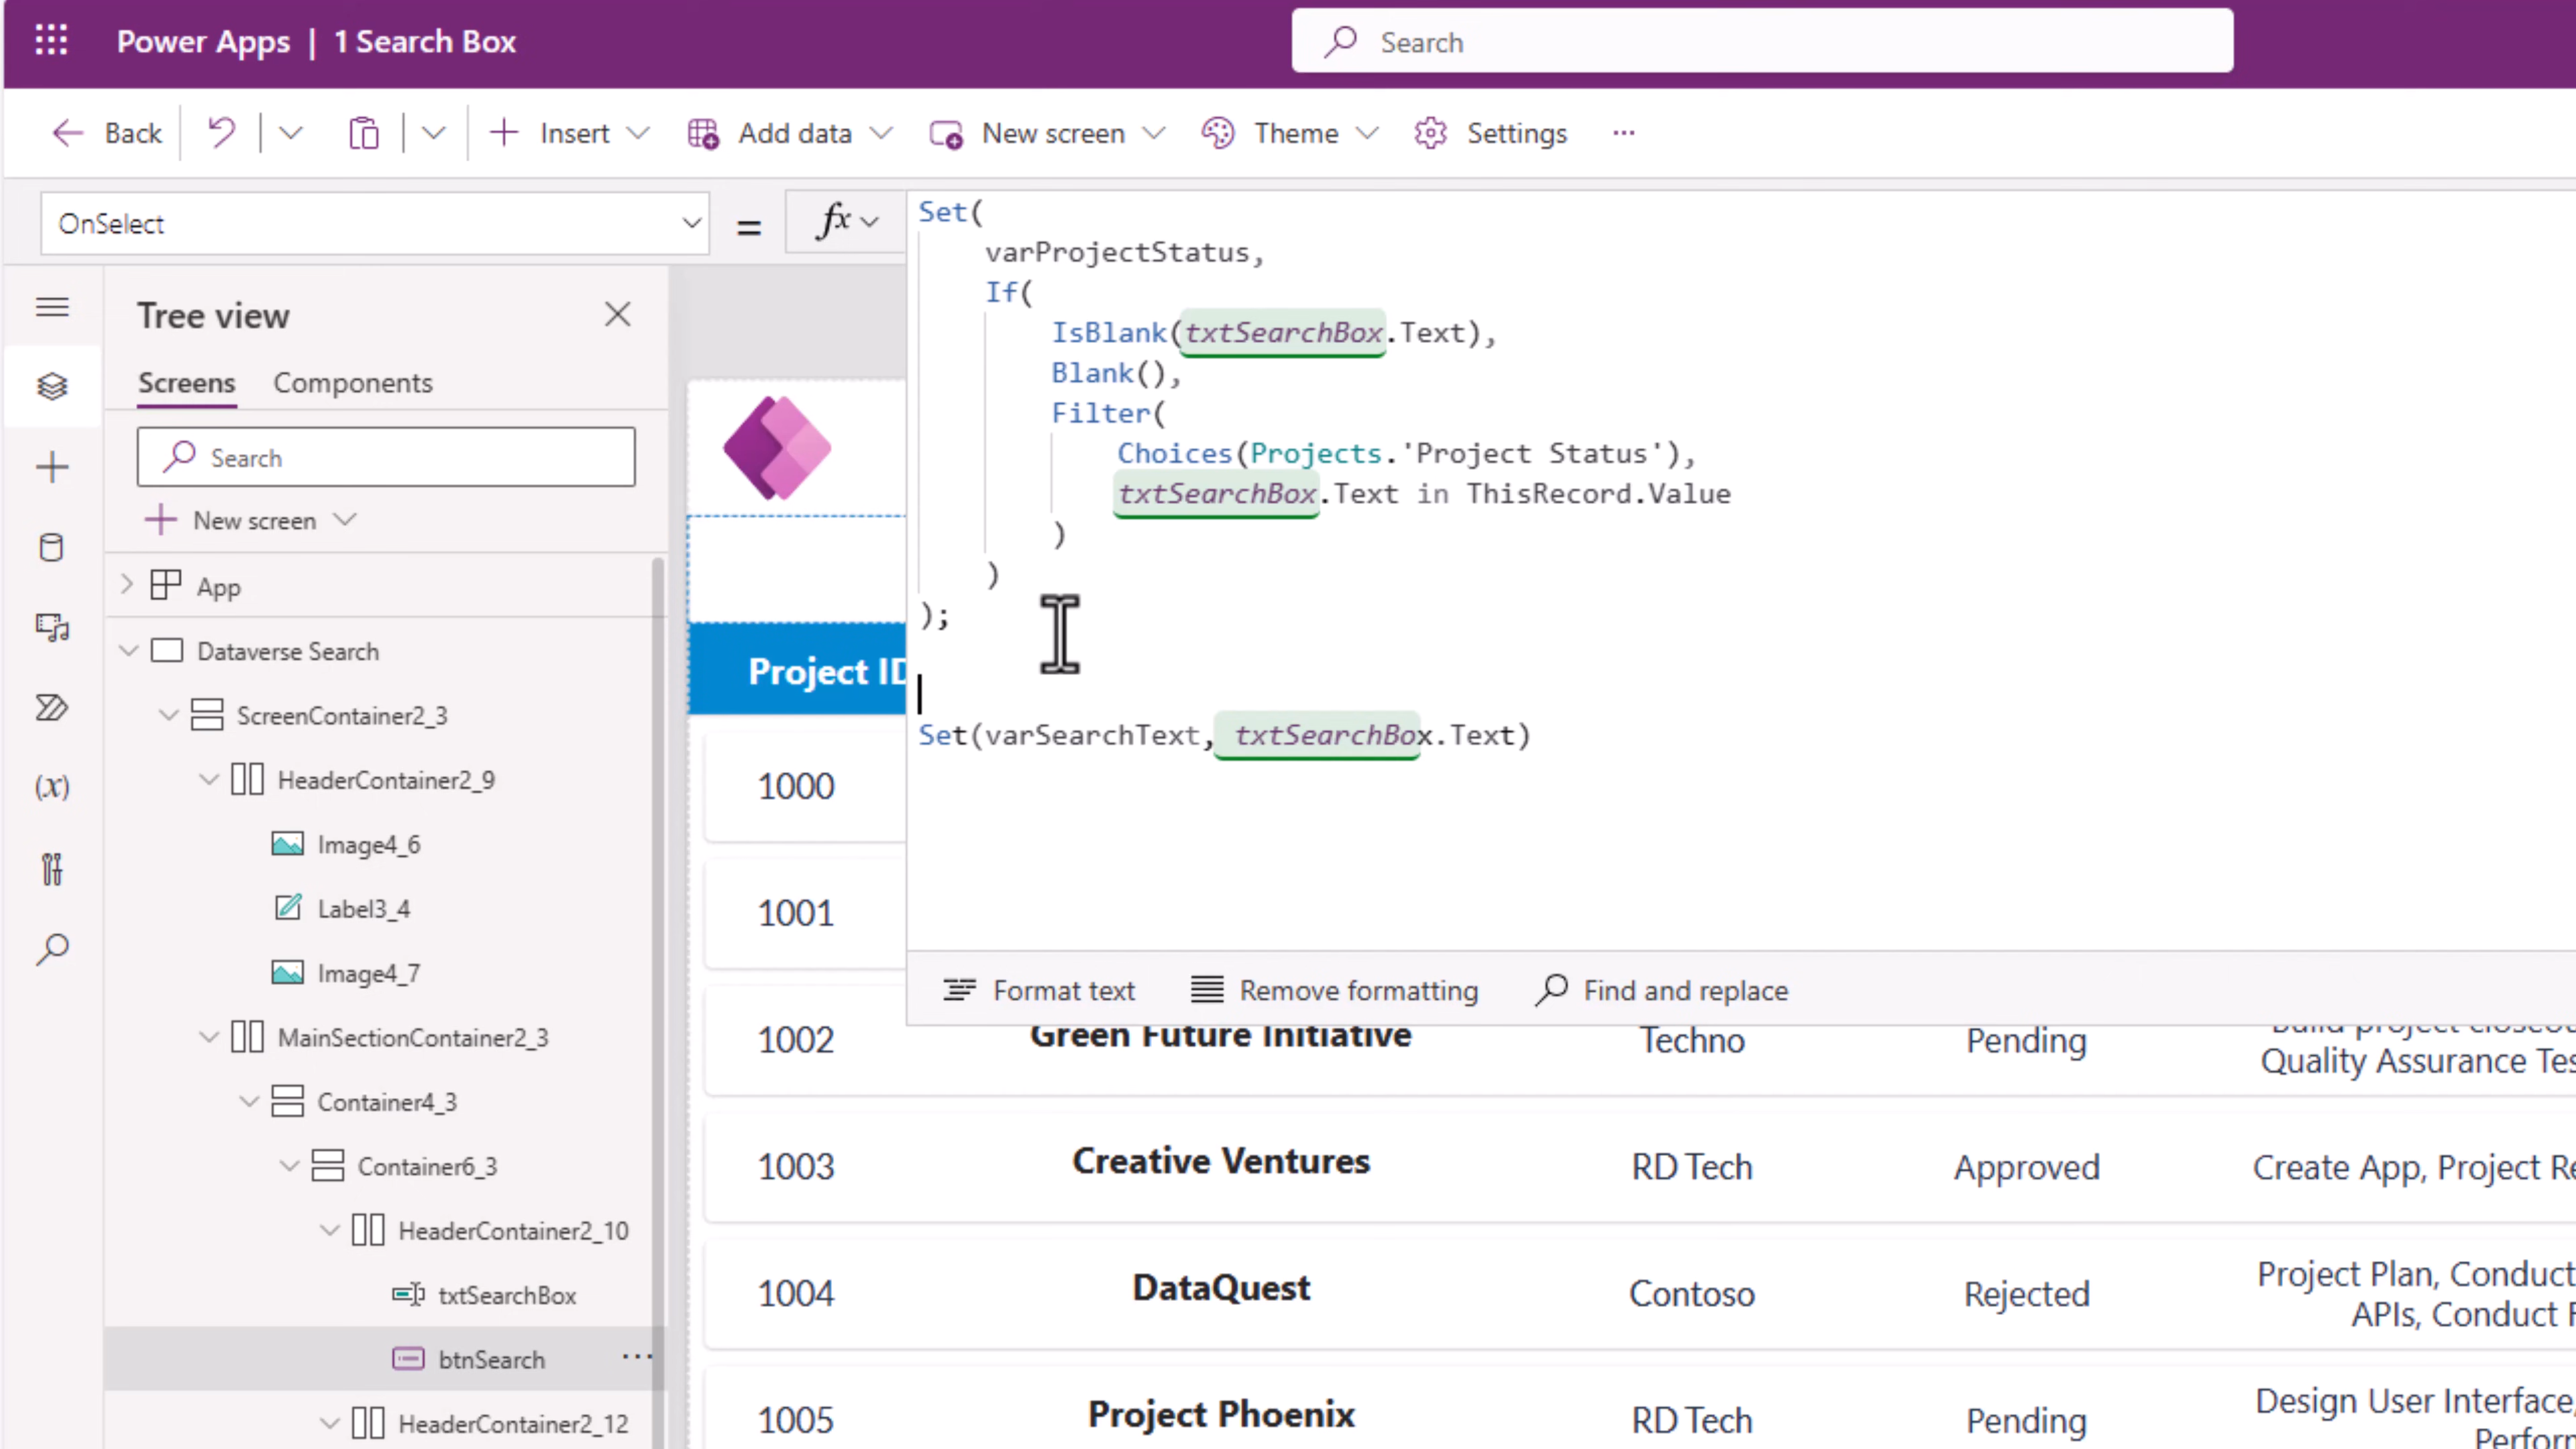 Power Apps | 1 Search Box
Search
Back
Insert
Add data
New screen
Theme
Settings
OnSelect
=
fx
Set(
varProjectStatus,
If(
IsBlank(txtSearchBox.Text),
Blank(),
Filter(
Choices(Projects.'Project Status'),
txtSearchBox.Text in ThisRecord.Value
)
)
);
Set(varSearchText, txtSearchBox.Text)
Format text
Remove formatting
Find and replace
Tree view
Screens
Components
Search
New screen
App
Dataverse Search
ScreenContainer2_3
HeaderContainer2_9
Image4_6
Label3_4
Image4_7
MainSectionContainer2_3
Container4_3
Container6_3
HeaderContainer2_10
txtSearchBox
btnSearch
HeaderContainer2_12
(x)
Project ID
1000
1001
1002 Green Future Initiative Techno Pending
Quality Assurance Tes
1003 Creative Ventures RD Tech Approved Create App, Project Re
1004 DataQuest Contoso Rejected Project Plan, Conduct
APIs, Conduct
1005 Project Phoenix RD Tech Pending Design User Interface,